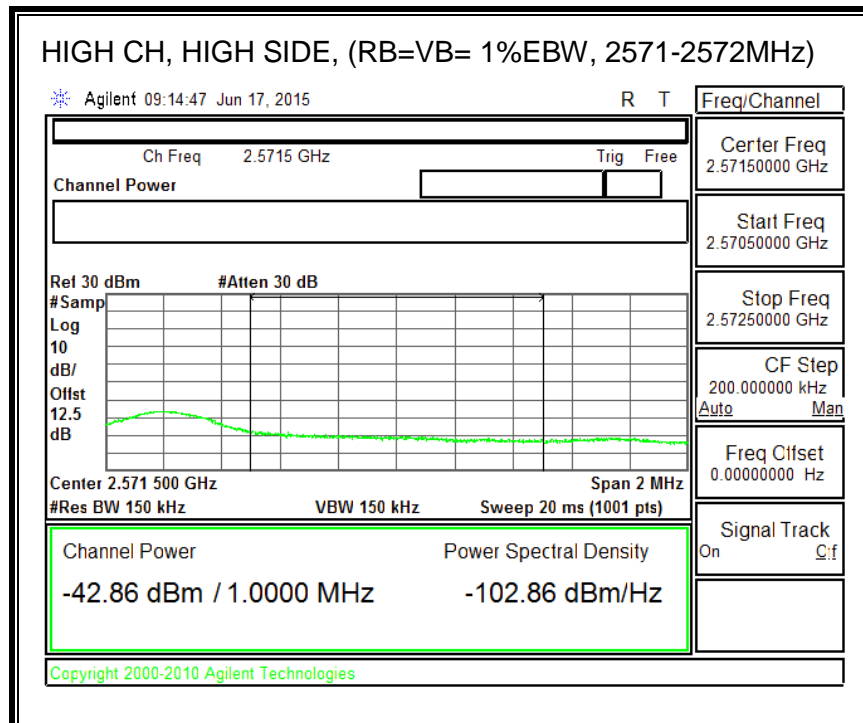 HIGH CH, HIGH SIDE, (RB=VB= 1%EBW, 2571-2572MHz)
Agilent 09:14:47 Jun 17, 2015 R T
Freq/Channel
Ch Freq 2.5715 GHz Trig Free
Channel Power
Center Freq
2.57150000 GHz
Start Freq
2.57050000 GHz
Stop Freq
2.57250000 GHz
CF Step
200.000000 kHz
Auto Man
Freq Offset
0.00000000 Hz
Signal Track
On Off
Ref 30 dBm #Atten 30 dB
#Samp
Log
10
dB/
Offst
12.5
dB
Center 2.571 500 GHz Span 2 MHz
#Res BW 150 kHz VBW 150 kHz Sweep 20 ms (1001 pts)
Channel Power Power Spectral Density
-42.86 dBm / 1.0000 MHz -102.86 dBm/Hz
Copyright 2000-2010 Agilent Technologies